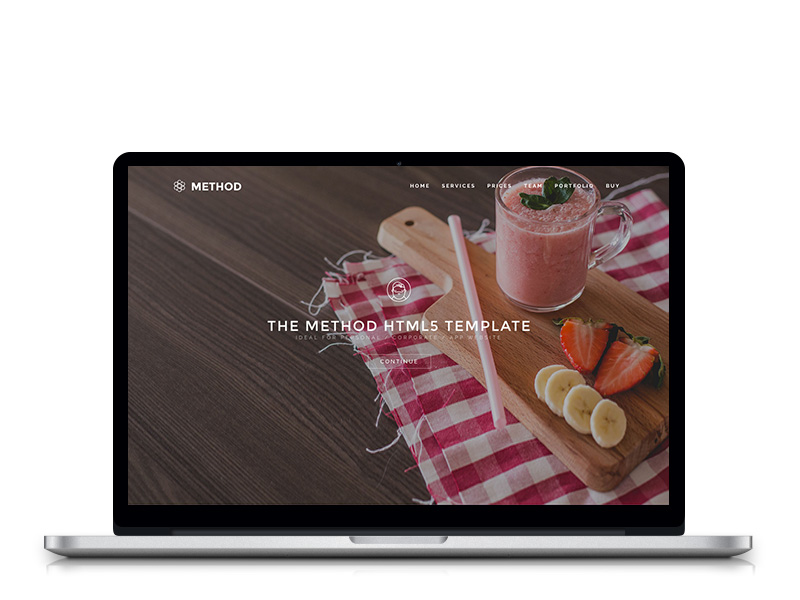 METHOD
HOME SERVICES PRICES TEAM PORTFOLIO BUY
THE METHOD HTML5 TEMPLATE
IDEAL FOR PERSONAL / CORPORATE / APP WEBSITE
CONTINUE